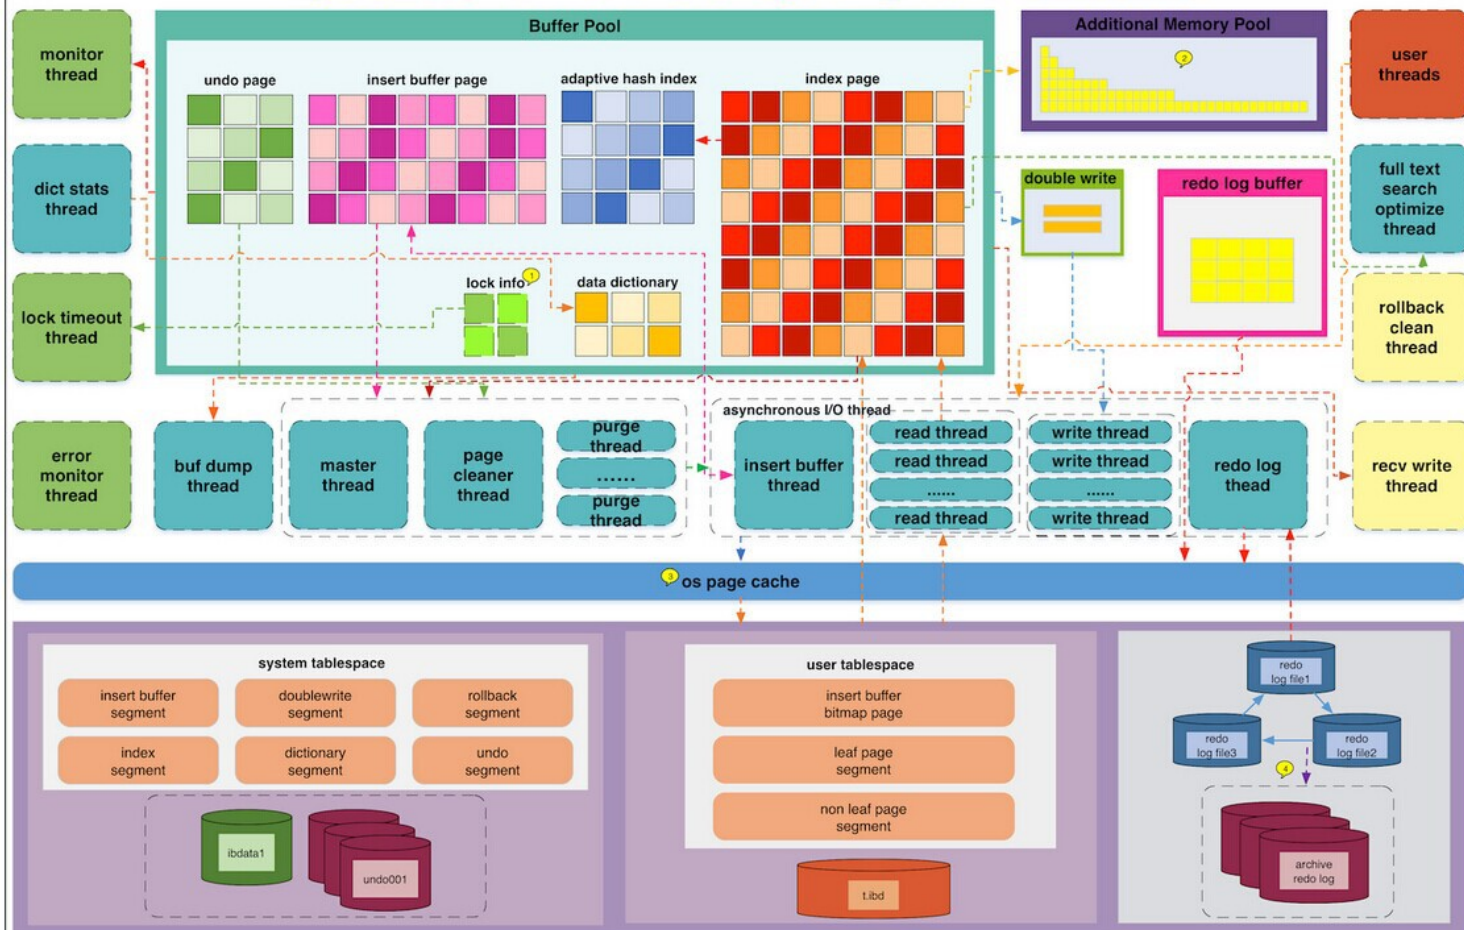 monitor
thread
Buffer Pool
Additional Memory Pool
user
threads
undo page
insert buffer page
adaptive hash index
index page
2
dict stats
thread
double write
redo log buffer
full text
search
optimize
thread
lock info
1
data dictionary
lock timeout
thread
rollback
clean
thread
asynchronous I/O thread
error
monitor
thread
buf dump
thread
master
thread
page
cleaner
thread
purge
thread
......
purge
thread
insert buffer
thread
read thread
read thread
......
read thread
write thread
write thread
......
write thread
redo log
thead
recv write
thread
3
os page cache
system tablespace
insert buffer
segment
doublewrite
segment
rollback
segment
index
segment
dictionary
segment
undo
segment
ibdata1
undo001
user tablespace
insert buffer
bitmap page
leaf page
segment
non leaf page
segment
t.ibd
redo
log file1
redo
log file3
redo
log file2
4
archive
redo log